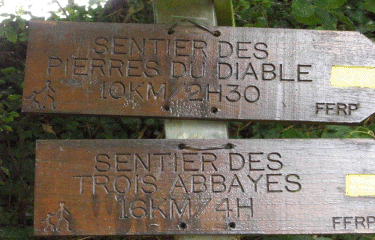 SENTIER DES
PIERRES DU DIABLE
10KM/2H30
FFRP
SENTIER DES
TROIS ABBAYES
16KM/4H
FFRP